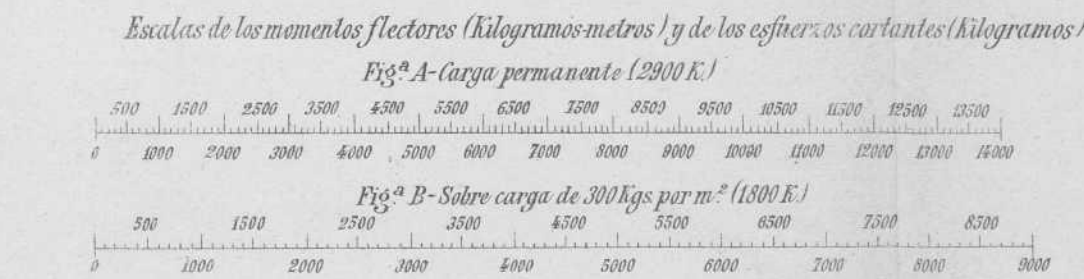 Escalas de los momentos flectores (Kilogramos-metros) y de los esfuerzos cortantes (Kilogramos)
Figª A-Carga permanente (2900 K.)
500 1500 2500 3500 4500 5500 6500 7500 8500 9500 10500 11500 12500 13500
0 1000 2000 3000 4000 5000 6000 7000 8000 9000 10000 11000 12000 13000 14000
Figª B-Sobre carga de 300 Kgs. por m² (1800 K.)
500 1500 2500 3500 4500 5500 6500 7500 8500
0 1000 2000 3000 4000 5000 6000 7000 8000 9000